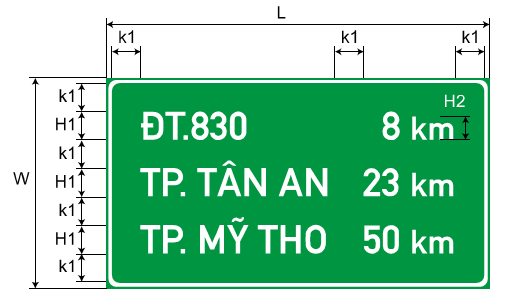 L
k1 k1 k1
k1
H2
H1
ĐT.830 8 km
k1
W
H1
TP. TÂN AN 23 km
k1
H1
TP. MỸ THO 50 km
k1